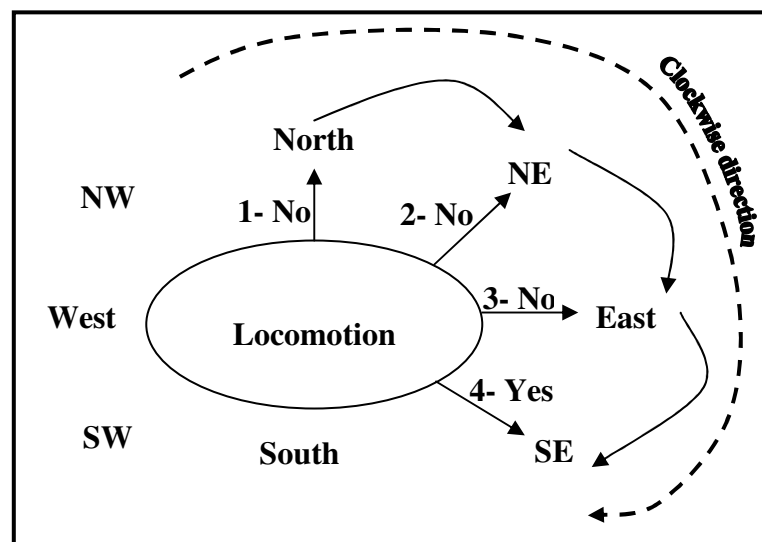 Clockwise direction
North
NE
NW
1- No
2- No
3- No
West
East
Locomotion
4- Yes
SW
South
SE